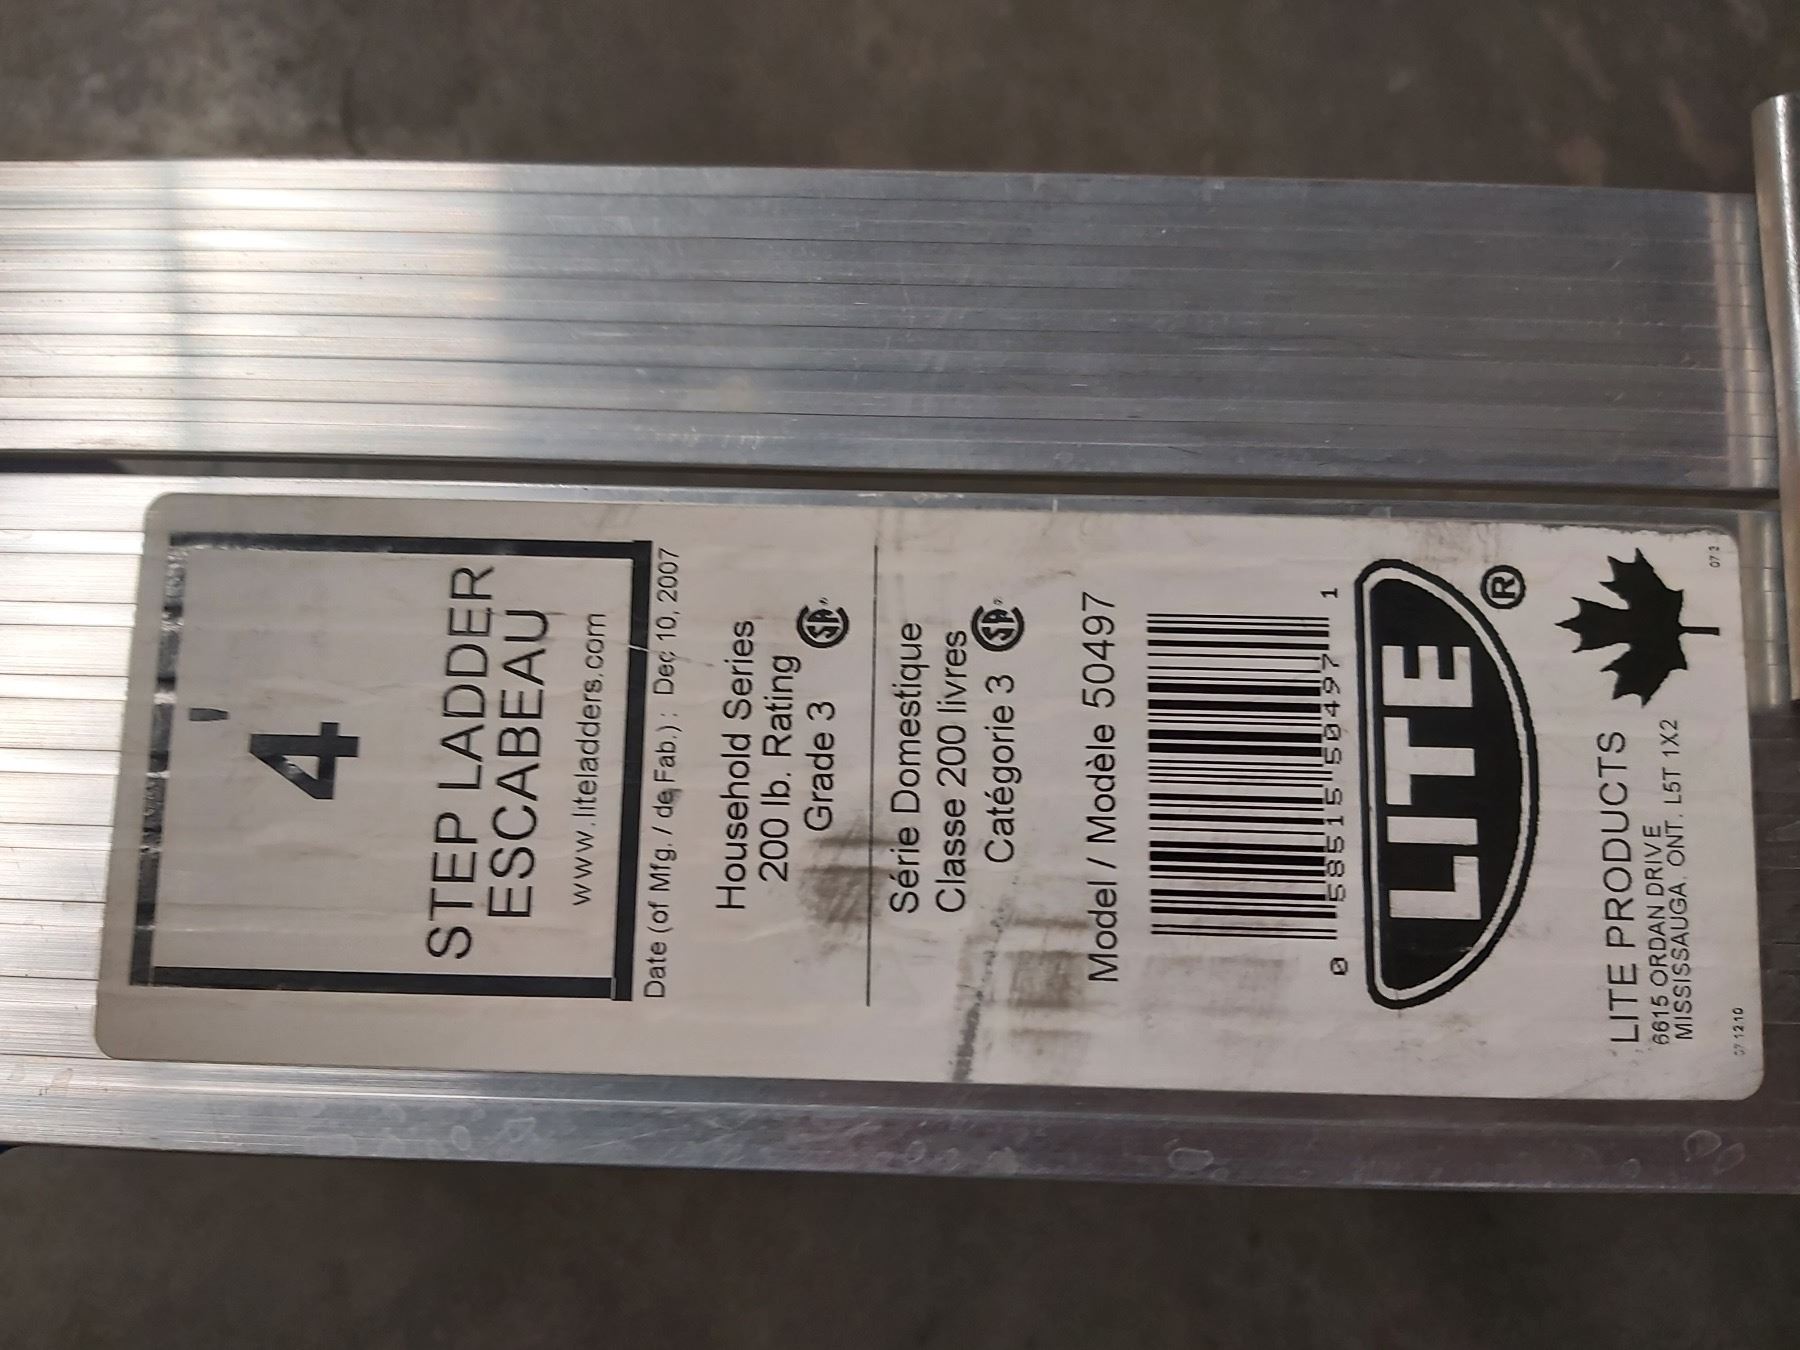 4'
STEP LADDER
ESCABEAU
www.liteladders.com
Date (of Mfg. / de Fab.) : Dec 10, 2007
Household Series
200 lb. Rating
Grade 3
Série Domestique
Classe 200 livres
Catégorie 3
Model / Modèle 50497
0 58515 50497 1
LITE®
LITE PRODUCTS
6615 ORDAN DRIVE
MISSISSAUGA, ONT. L5T 1X2
071210